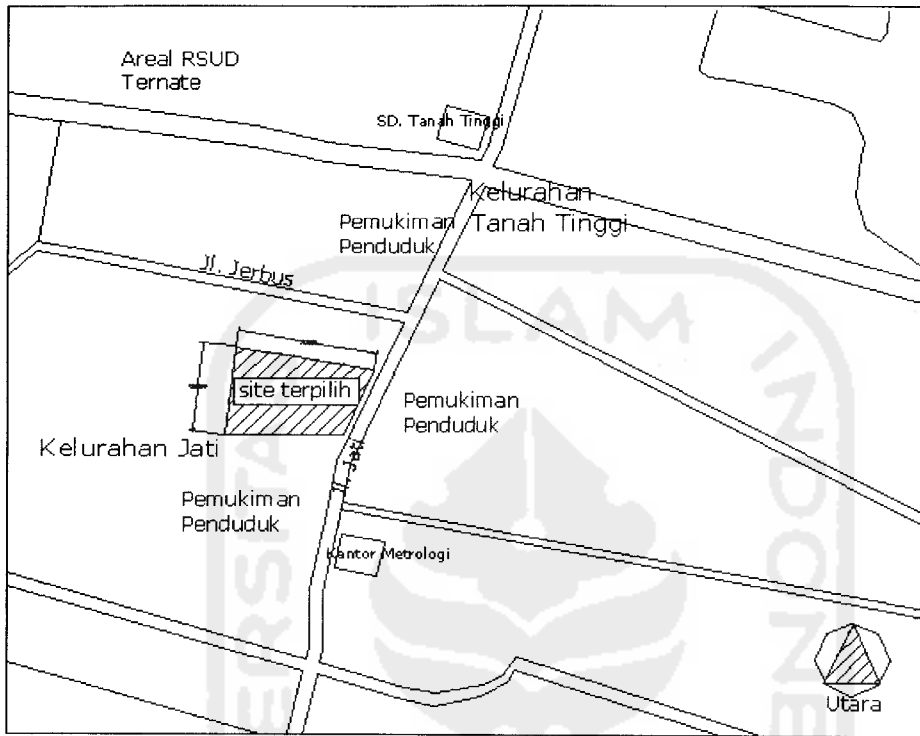 Areal RSUD
Ternate
SD. Tanah Tinggi
Kelurahan
Tanah Tinggi
Pemukiman
Penduduk
Jl. Jerbus
ISLAM
site terpilih
Pemukiman
Penduduk
Kelurahan Jati
Jl. Jati
Pemukiman
Penduduk
Kantor Metrologi
Utara